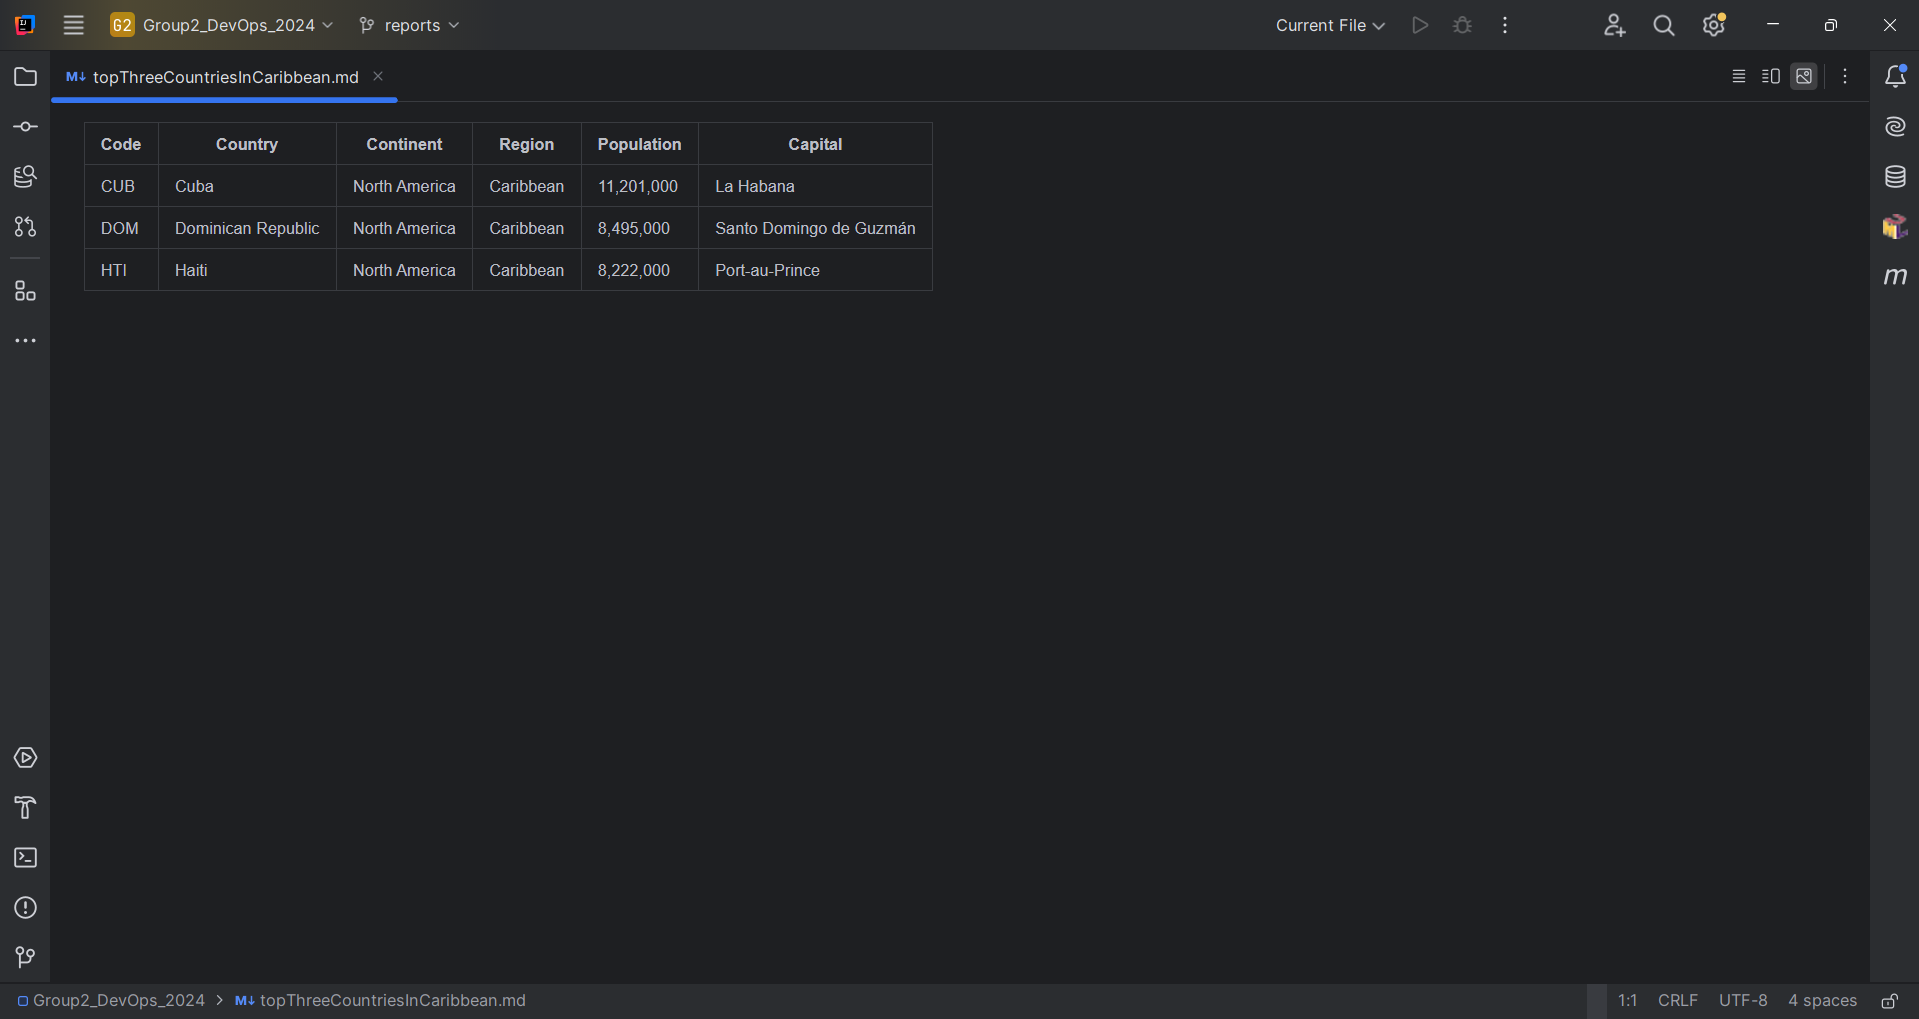 G2 Group2_DevOps_2024 reports Current File
M↓ topThreeCountriesInCaribbean.md
Code Country Continent Region Population Capital
CUB Cuba North America Caribbean 11,201,000 La Habana
DOM Dominican Republic North America Caribbean 8,495,000 Santo Domingo de Guzmán
HTI Haiti North America Caribbean 8,222,000 Port-au-Prince
m
Group2_DevOps_2024 > M↓ topThreeCountriesInCaribbean.md 1:1 CRLF UTF-8 4 spaces